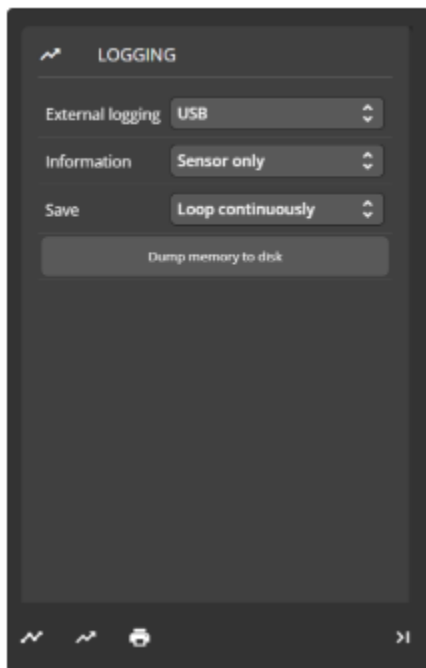 LOGGING
External logging USB
Information Sensor only
Save Loop continuously
Dump memory to disk